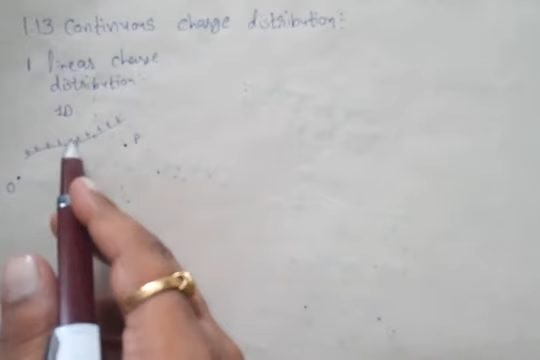 1.13 Continuous charge distribution:-
1 linear charge
distribution:-
1D
P
O